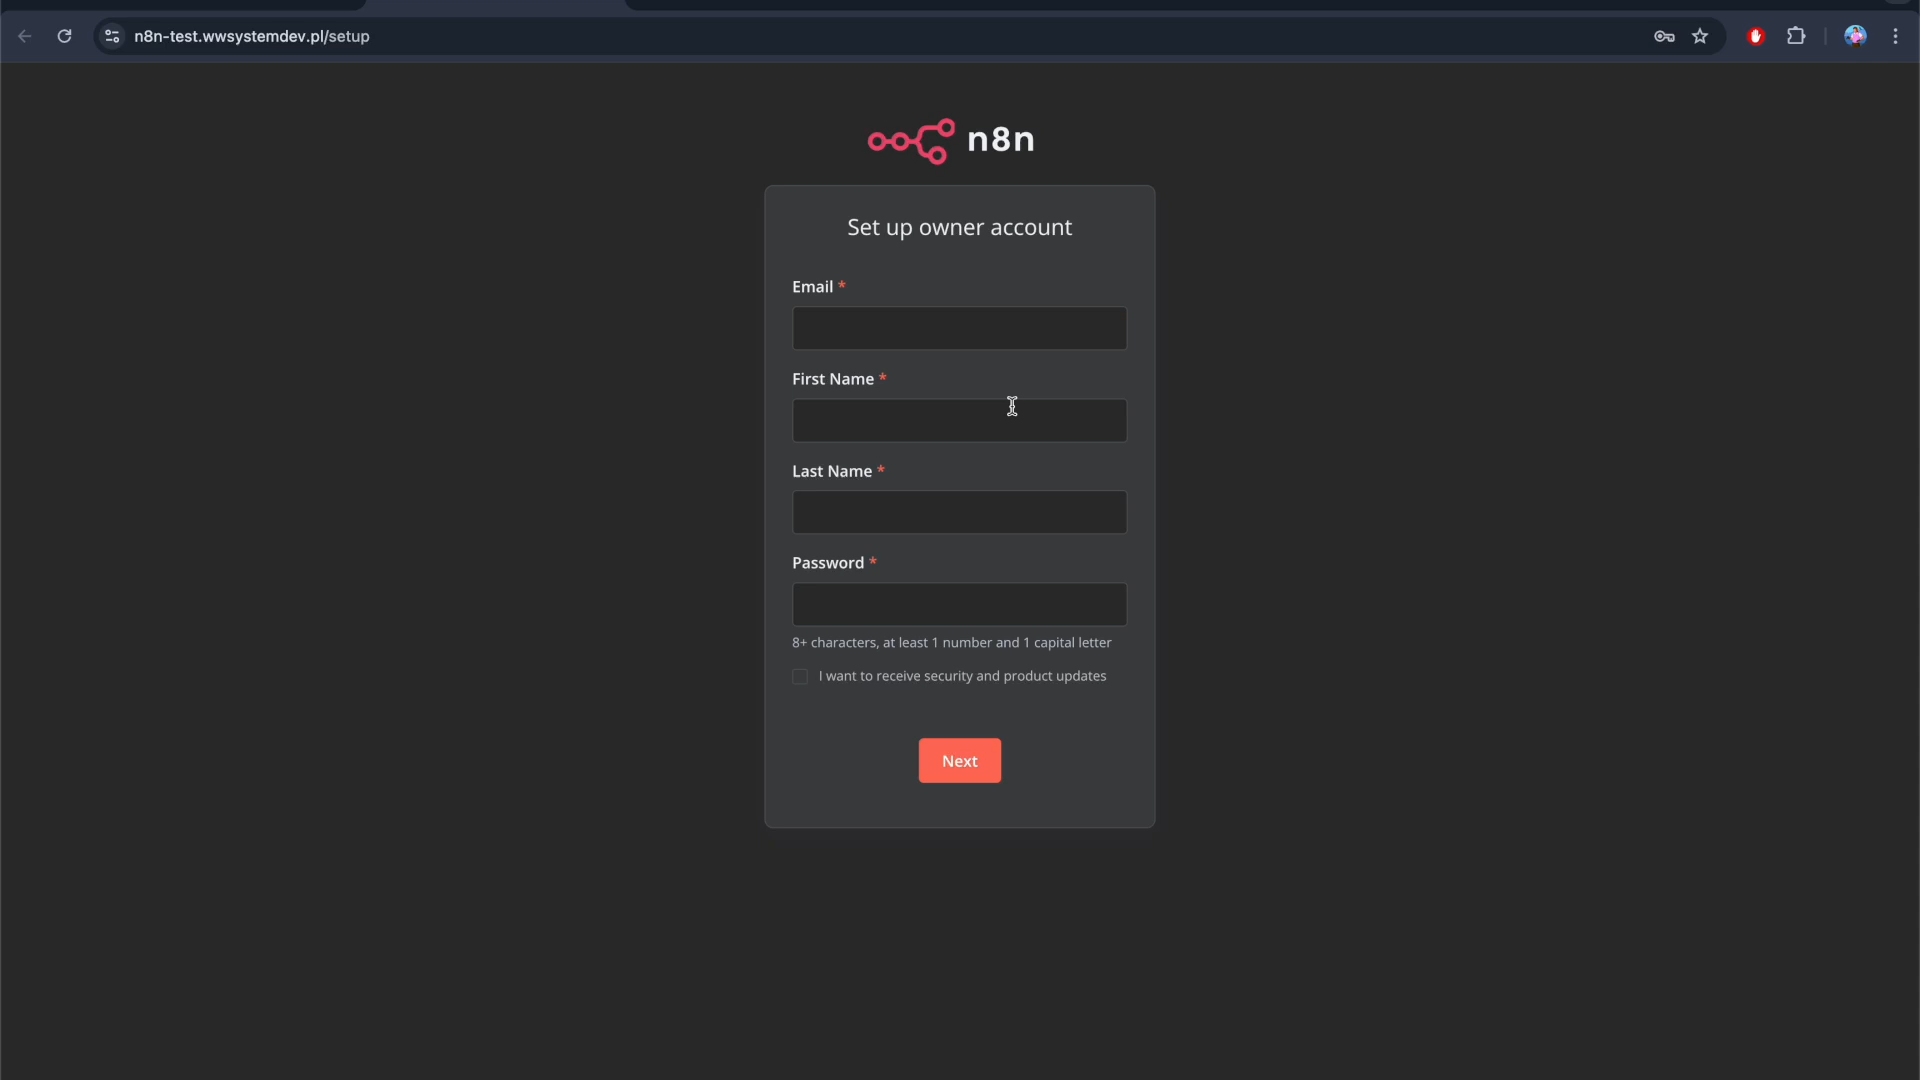 n8n-test.wwsystemdev.pl/setup
n8n
Set up owner account
Email *
First Name *
Last Name *
Password *
8+ characters, at least 1 number and 1 capital letter
I want to receive security and product updates
Next